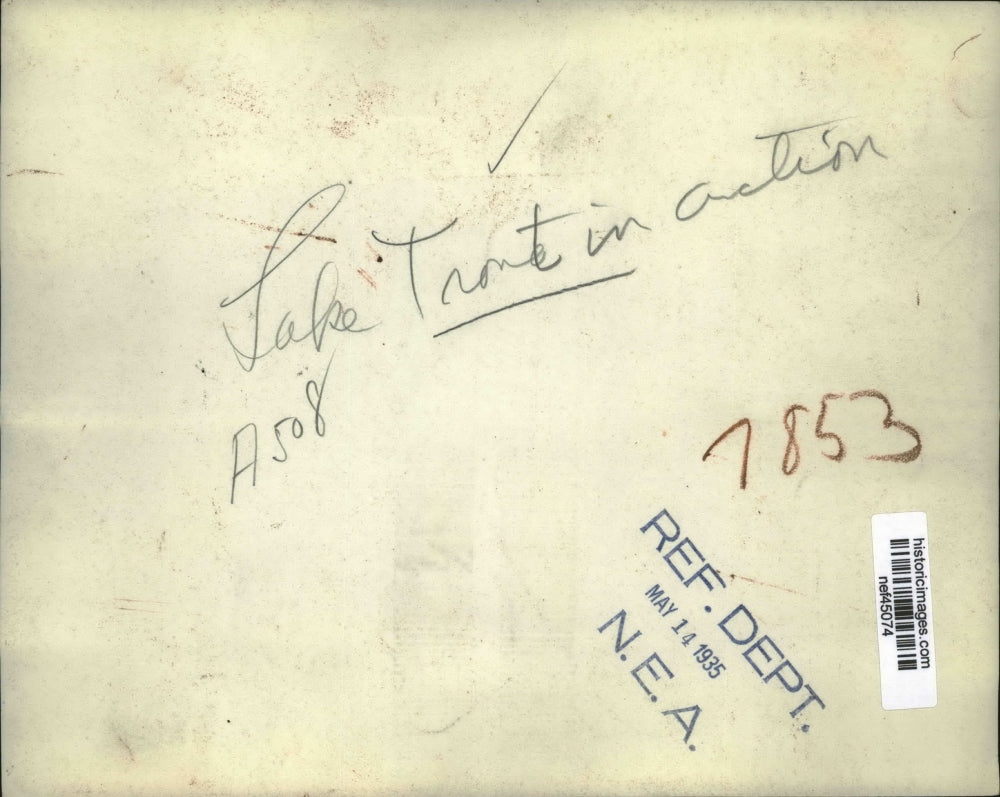 Lake Trout in action
A508
1853
REF. DEPT.
MAY 14 1935
N. E. A.
historicimages.com
nef45074